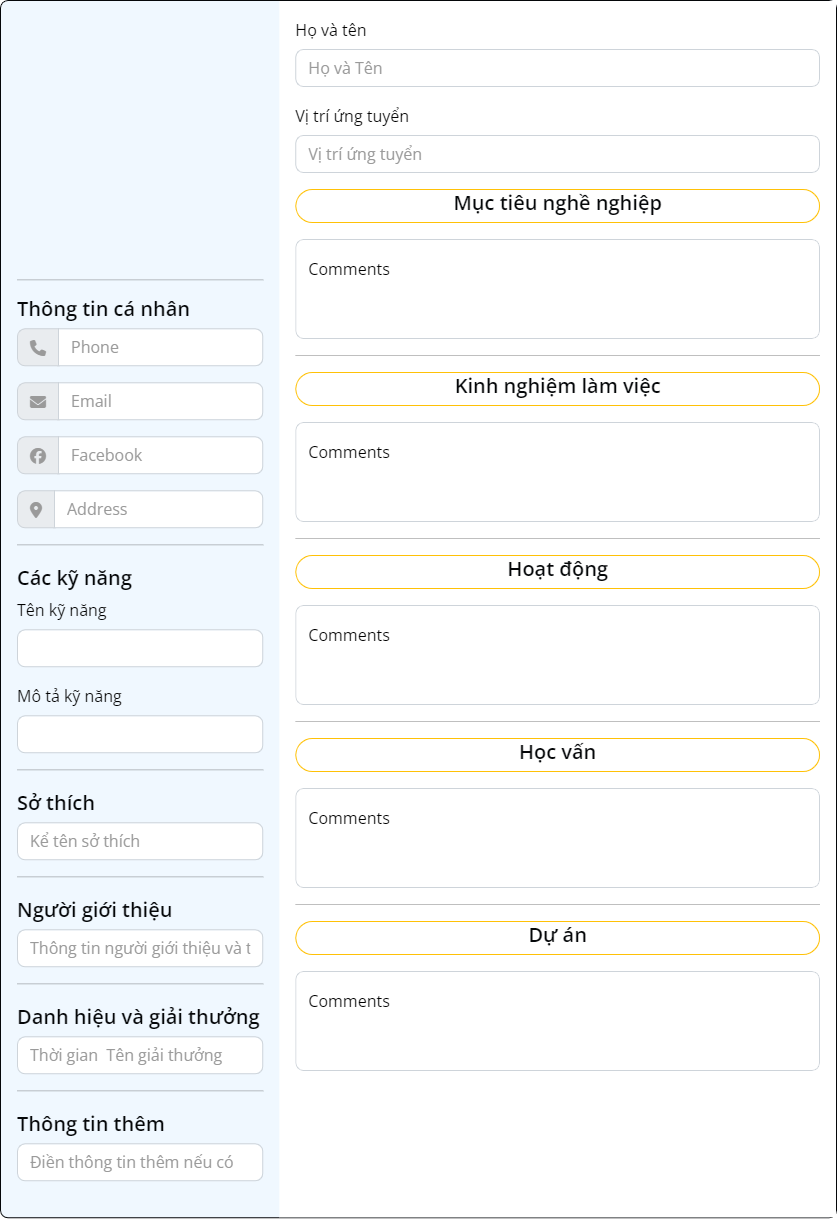 Thông tin cá nhân
Phone
Email
Facebook
Address
Các kỹ năng
Tên kỹ năng
Mô tả kỹ năng
Sở thích
Kể tên sở thích
Người giới thiệu
Thông tin người giới thiệu và t
Danh hiệu và giải thưởng
Thời gian  Tên giải thưởng
Thông tin thêm
Điền thông tin thêm nếu có
Họ và tên
Họ và Tên
Vị trí ứng tuyển
Vị trí ứng tuyển
Mục tiêu nghề nghiệp
Comments
Kinh nghiệm làm việc
Comments
Hoạt động
Comments
Học vấn
Comments
Dự án
Comments